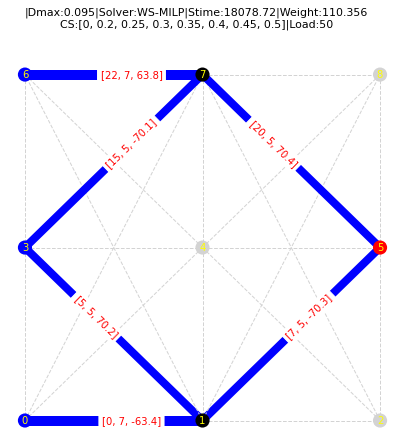 |Dmax:0.095|Solver:WS-MILP|Stime:18078.72|Weight:110.356
CS:[0, 0.2, 0.25, 0.3, 0.35, 0.4, 0.45, 0.5]|Load:50
6
[22, 7, 63.8]
7
8
[15, 5, -70.1]
[20, 5, 70.4]
3
4
5
[5, 5, 70.2]
[7, 5, -70.3]
0
[0, 7, -63.4]
1
2